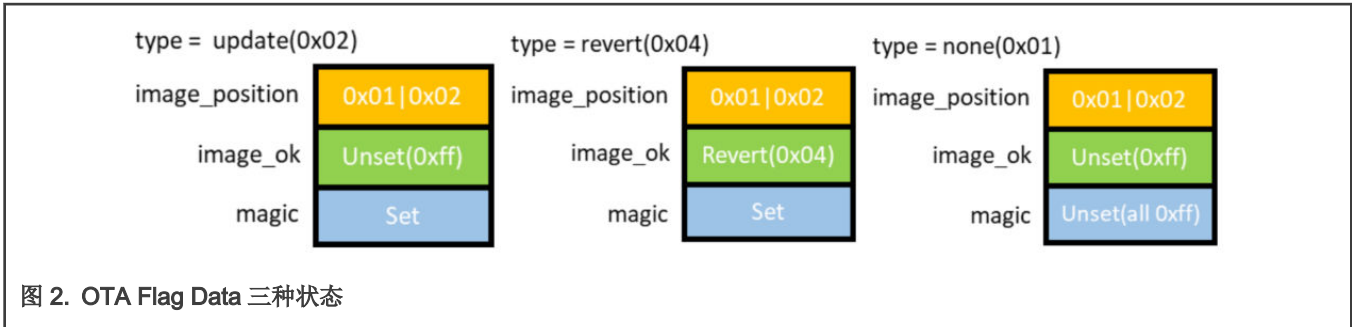 type = update(0x02)
type = revert(0x04)
type = none(0x01)
image_position 0x01|0x02 image_position 0x01|0x02 image_position 0x01|0x02
image_ok Unset(0xff) image_ok Revert(0x04) image_ok Unset(0xff)
magic Set magic Set magic Unset(all 0xff)
图 2. OTA Flag Data 三种状态